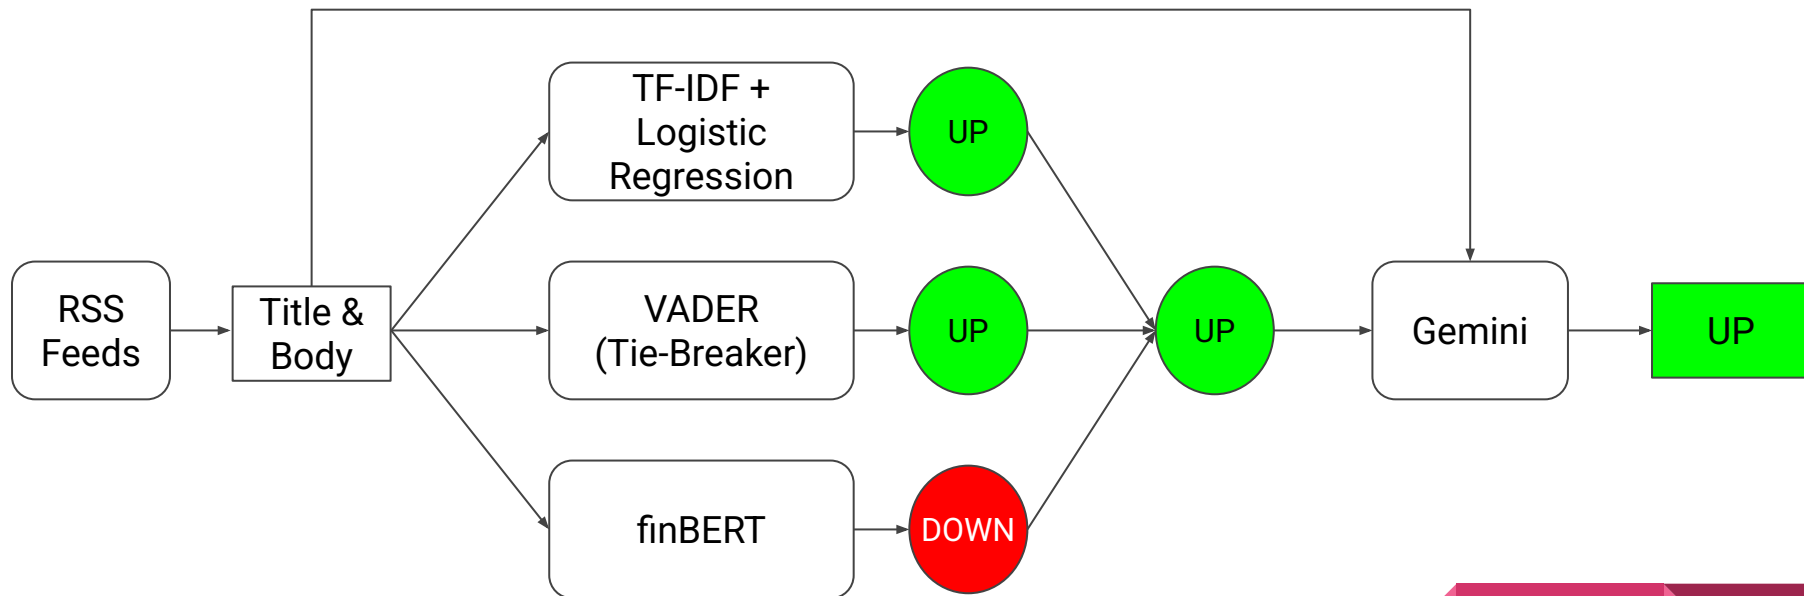 RSS
Feeds
Title &
Body
TF-IDF +
Logistic
Regression
UP
VADER
(Tie-Breaker)
UP
finBERT
DOWN
UP
Gemini
UP